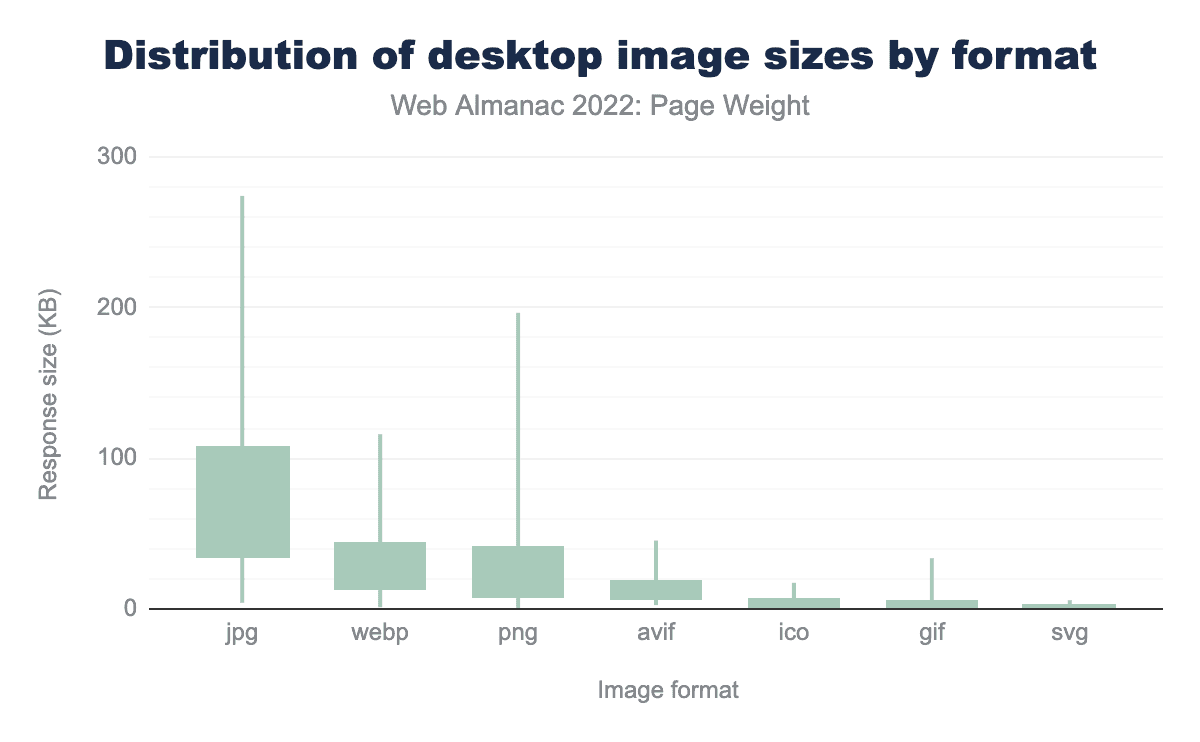 Distribution of desktop image sizes by format
Web Almanac 2022: Page Weight
300
200
100
0
Response size (KB)
jpg
webp
png
avif
ico
gif
svg
Image format